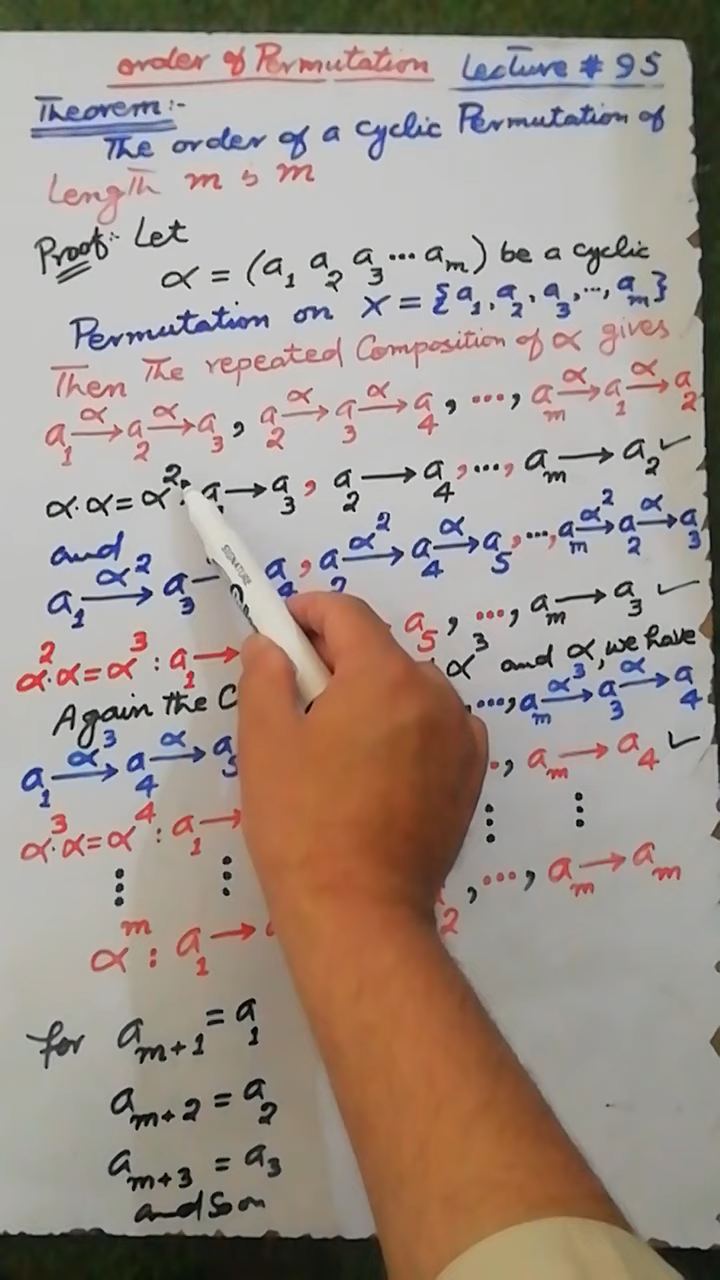 order of Permutation Lecture # 95
Theorem:-
The order of a cyclic Permutation of
Length m is m
Proof:- Let
α = (a₁ a₂ a₃ ... aₘ) be a cyclic
Permutation on X = {a₁, a₂, a₃, ..., aₘ}
Then The repeated Composition of α gives
a₁ —α→ a₂ —α→ a₃, a₂ —α→ a₃ —α→ a₄, ..., aₘ —α→ a₁ —α→ a₂
α·α = α²: a₁ → a₃, a₂ → a₄, ..., aₘ → a₂ ✓
and
a₁ —α²→ a₃ a₄, a₂ —α²→ a₄ —α→ a₅, ..., aₘ —α²→ a₂ —α→ a₃
SIGNATURE
α²·α = α³: a₁ → a₅, ..., aₘ → a₃ ✓
Again the α³ and α, we have
a₁ —α³→ a₄ —α→ a₅ ..., aₘ —α³→ a₃ —α→ a₄
α³·α = α⁴: a₁ → , aₘ → a₄ ✓
⋮ ⋮ ⋮ ⋮
αᵐ: a₁ → ₂, ..., aₘ → aₘ
for aₘ₊₁ = a₁
aₘ₊₂ = a₂
aₘ₊₃ = a₃
and so on